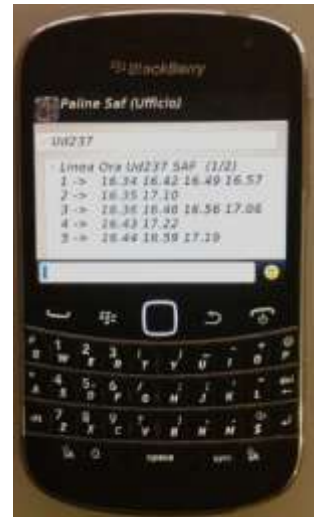 BlackBerry
Paline Saf (Ufficio)
Ud237
Linea Ora Ud237 SAF (1/2)
1 -> 16.34 16.42 16.49 16.57
2 -> 16.35 17.10
3 -> 16.36 16.46 16.56 17.06
4 -> 16.43 17.22
5 -> 16.44 16.59 17.19
space
sym